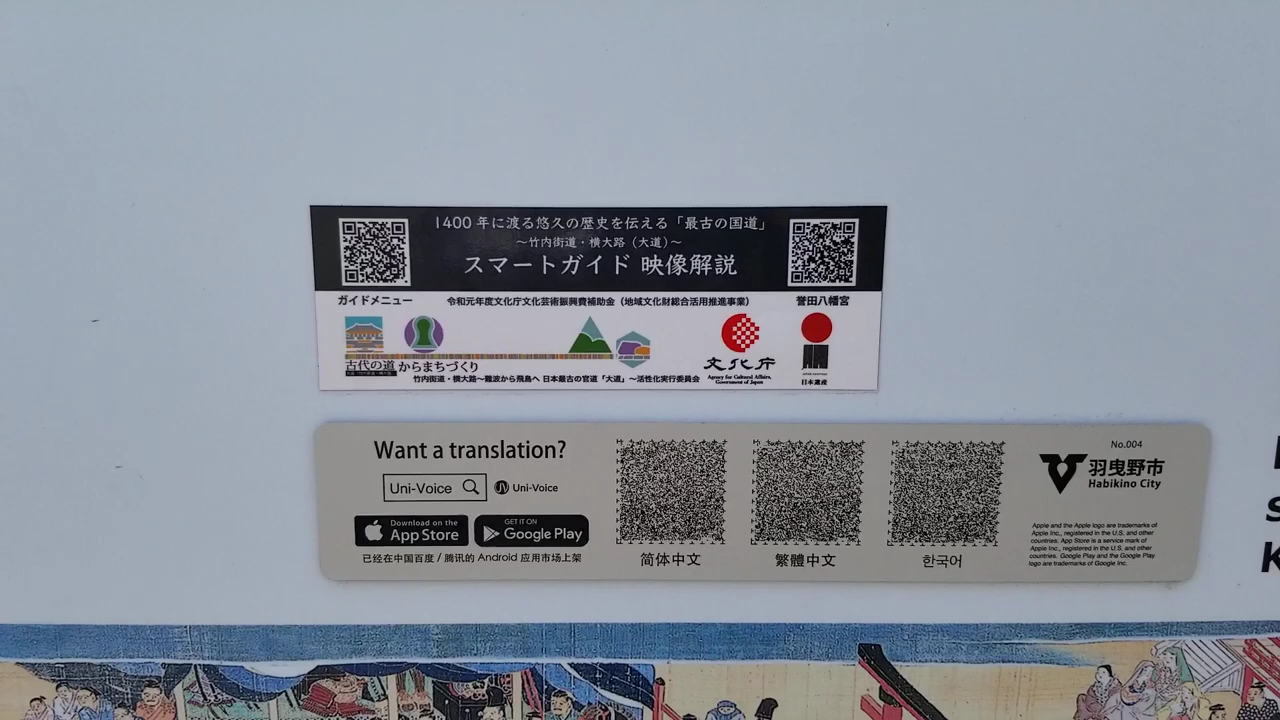 1400年に渡る悠久の歴史を伝える「最古の国道」
～竹内街道・横大路（大道）～
スマートガイド 映像解説
ガイドメニュー
令和元年度文化庁文化芸術振興費補助金（地域文化財総合活用推進事業）
誉田八幡宮
古代の道からまちづくり
竹内街道・横大路～難波から飛鳥へ 日本最古の官道「大道」～活性化実行委員会
文化庁
Agency for Cultural Affairs,
Government of Japan
日本遺産
Want a translation?
Uni-Voice
Uni-Voice
Download on the
App Store
GET IT ON
Google Play
已经在中国百度／腾讯的 Android 应用市场上架
简体中文
繁體中文
한국어
No.004
羽曳野市
Habikino City
Apple and the Apple logo are trademarks of
Apple Inc., registered in the U.S. and other
countries. App Store is a service mark of
Apple Inc., registered in the U.S. and other
countries. Google Play and the Google Play
logo are trademarks of Google Inc.